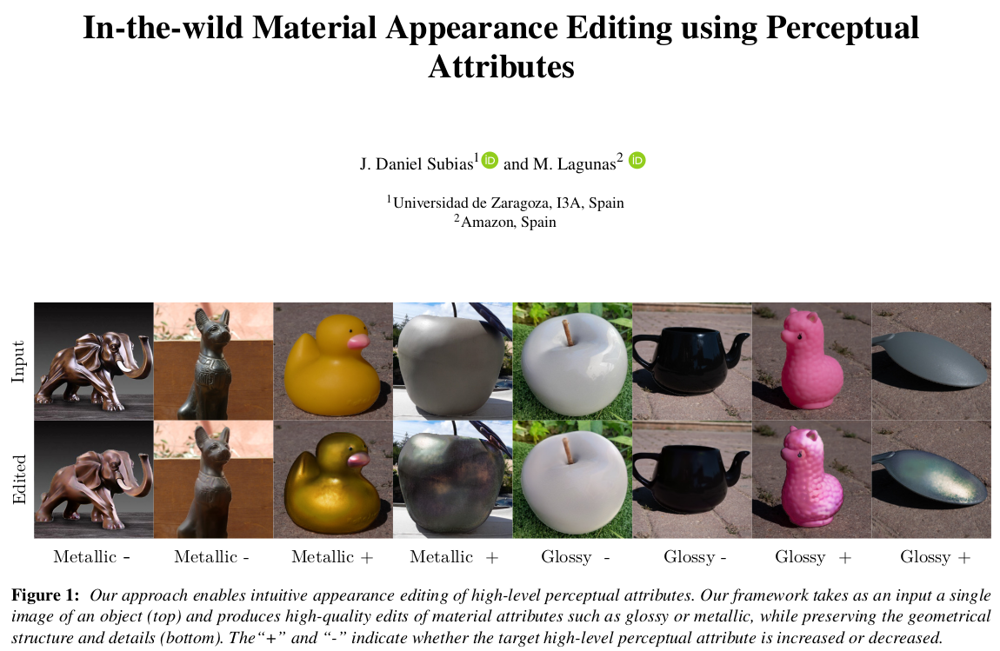 In-the-wild Material Appearance Editing using Perceptual
Attributes
J. Daniel Subias¹ iD and M. Lagunas² iD
¹Universidad de Zaragoza, I3A, Spain
²Amazon, Spain
Input
Edited
Metallic -
Metallic -
Metallic +
Metallic +
Glossy -
Glossy -
Glossy +
Glossy +
Figure 1: Our approach enables intuitive appearance editing of high-level perceptual attributes. Our framework takes as an input a single
image of an object (top) and produces high-quality edits of material attributes such as glossy or metallic, while preserving the geometrical
structure and details (bottom). The“+” and “-” indicate whether the target high-level perceptual attribute is increased or decreased.